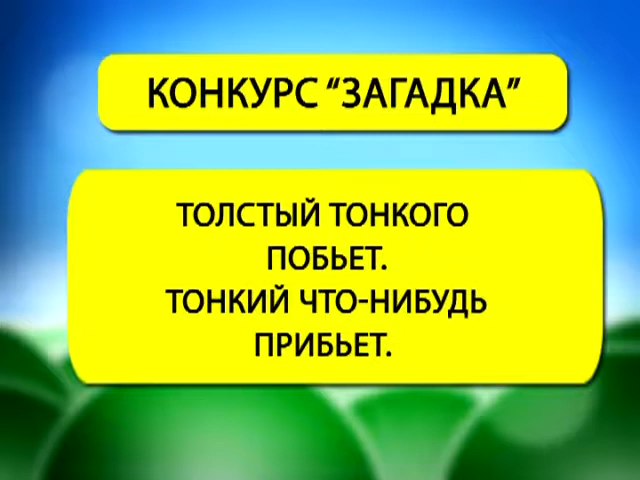 КОНКУРС “ЗАГАДКА”
ТОЛСТЫЙ ТОНКОГО
ПОБЬЕТ.
ТОНКИЙ ЧТО-НИБУДЬ
ПРИБЬЕТ.